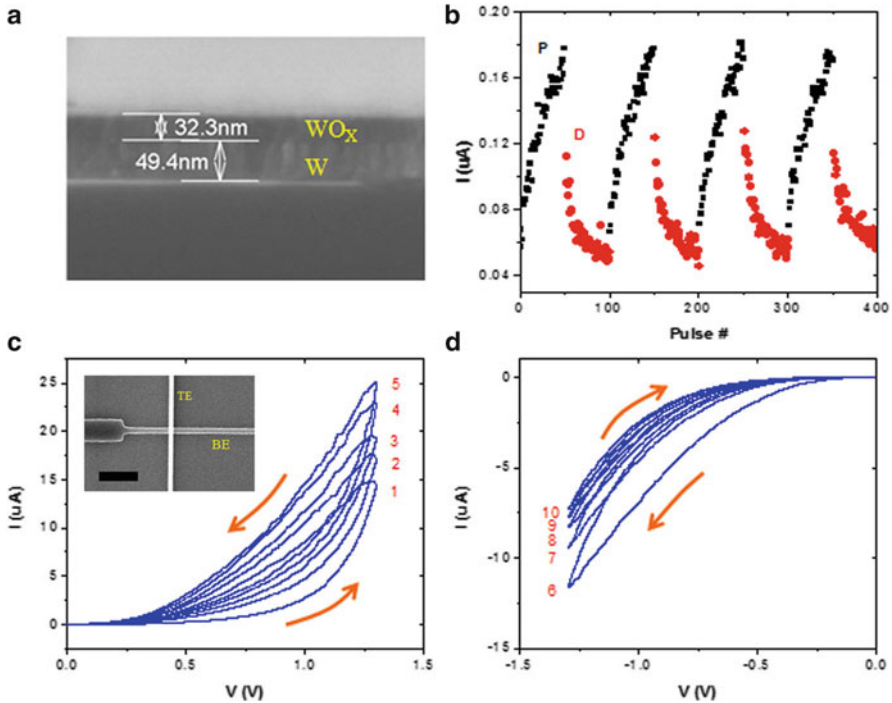 a
32.3nm
WOX
49.4nm
W
b
0.20
0.16
0.12
0.08
0.04
I (uA)
P
D
0 100 200 300 400
Pulse #
c
25
20
15
10
5
0
I (uA)
TE
BE
5
4
3
2
1
0.0 0.5 1.0 1.5
V (V)
d
0
-5
-10
-15
I (uA)
10
9
8
7
6
-1.5 -1.0 -0.5 0.0
V (V)